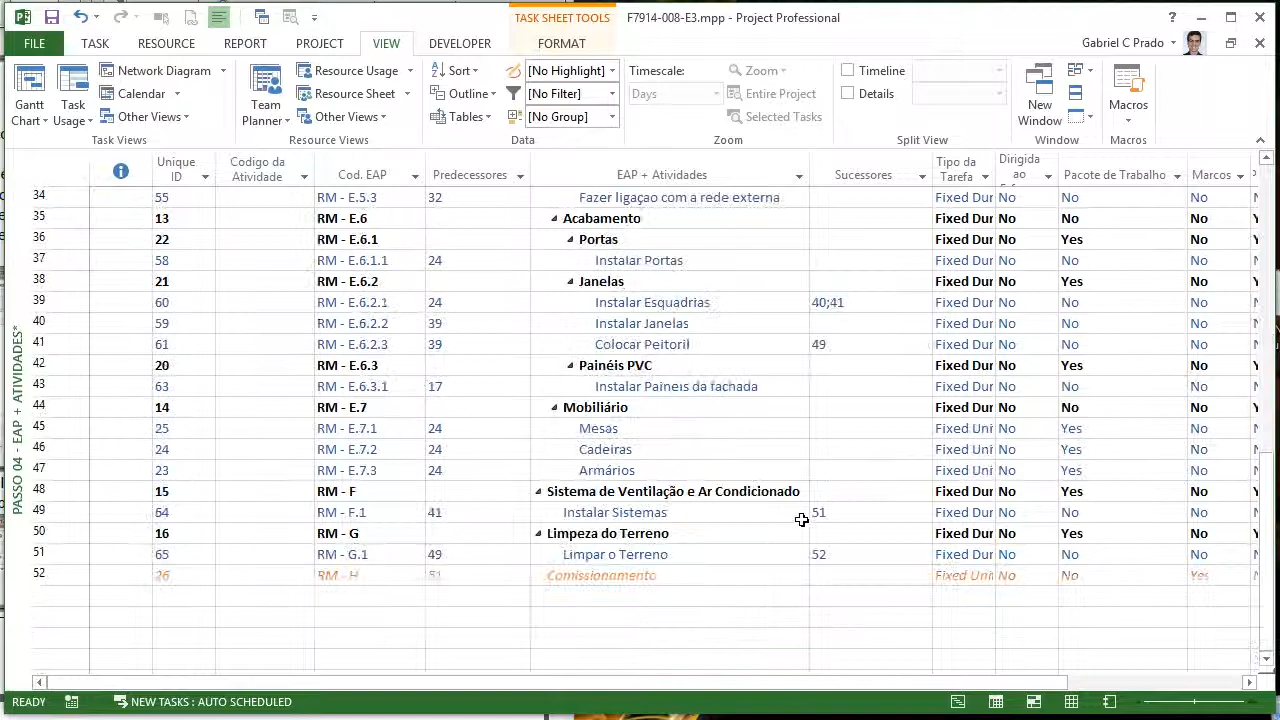 TASK SHEET TOOLS F7914-008-E3.mpp - Project Professional
FILE TASK RESOURCE REPORT PROJECT VIEW DEVELOPER FORMAT Gabriel C Prado
Network Diagram Resource Usage Sort [No Highlight] Timescale: Zoom Timeline
Gantt Chart Task Usage Calendar Team Planner Resource Sheet Outline [No Filter] Days Entire Project Details New Window Macros
Other Views Other Views Tables [No Group] Selected Tasks
Task Views Resource Views Data Zoom Split View Window Macros
Unique ID Codigo da Atividade Cod. EAP Predecessores EAP + Atividades Sucessores Tipo da Tarefa Dirigida ao Pacote de Trabalho Marcos
34 55 RM - E.5.3 32 Fazer ligaçao com a rede externa Fixed Dur No No No
35 13 RM - E.6 Acabamento Fixed Dur No No No
36 22 RM - E.6.1 Portas Fixed Dur No Yes No
37 58 RM - E.6.1.1 24 Instalar Portas Fixed Dur No No No
38 21 RM - E.6.2 Janelas Fixed Dur No Yes No
39 60 RM - E.6.2.1 24 Instalar Esquadrias 40;41 Fixed Dur No No No
40 59 RM - E.6.2.2 39 Instalar Janelas Fixed Dur No No No
41 61 RM - E.6.2.3 39 Colocar Peitoril 49 Fixed Dur No No No
42 20 RM - E.6.3 Painéis PVC Fixed Dur No Yes No
43 63 RM - E.6.3.1 17 Instalar Paineis da fachada Fixed Dur No No No
44 14 RM - E.7 Mobiliário Fixed Dur No No No
45 25 RM - E.7.1 24 Mesas Fixed Uni No Yes No
46 24 RM - E.7.2 24 Cadeiras Fixed Uni No Yes No
47 23 RM - E.7.3 24 Armários Fixed Uni No Yes No
48 15 RM - F Sistema de Ventilação e Ar Condicionado Fixed Dur No Yes No
49 64 RM - F.1 41 Instalar Sistemas 51 Fixed Dur No No No
50 16 RM - G Limpeza do Terreno Fixed Dur No Yes No
51 65 RM - G.1 49 Limpar o Terreno 52 Fixed Dur No No No
52 26 RM - H 51 Comissionamento Fixed Uni No No Yes
PASSO 04 - EAP + ATIVIDADES*
READY NEW TASKS : AUTO SCHEDULED